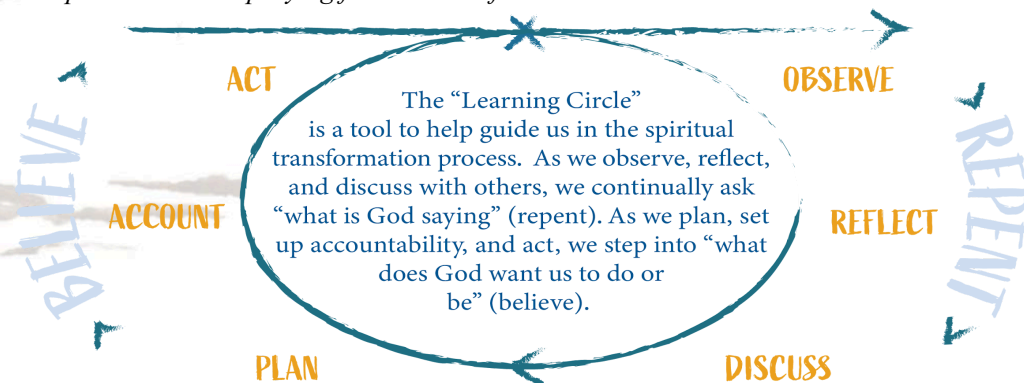 ACT
OBSERVE
The “Learning Circle”
is a tool to help guide us in the spiritual
transformation process.  As we observe, reflect,
and discuss with others, we continually ask
“what is God saying” (repent). As we plan, set
up accountability, and act, we step into “what
does God want us to do or
be” (believe).
BELIEVE
ACCOUNT
REFLECT
REPENT
PLAN
DISCUSS